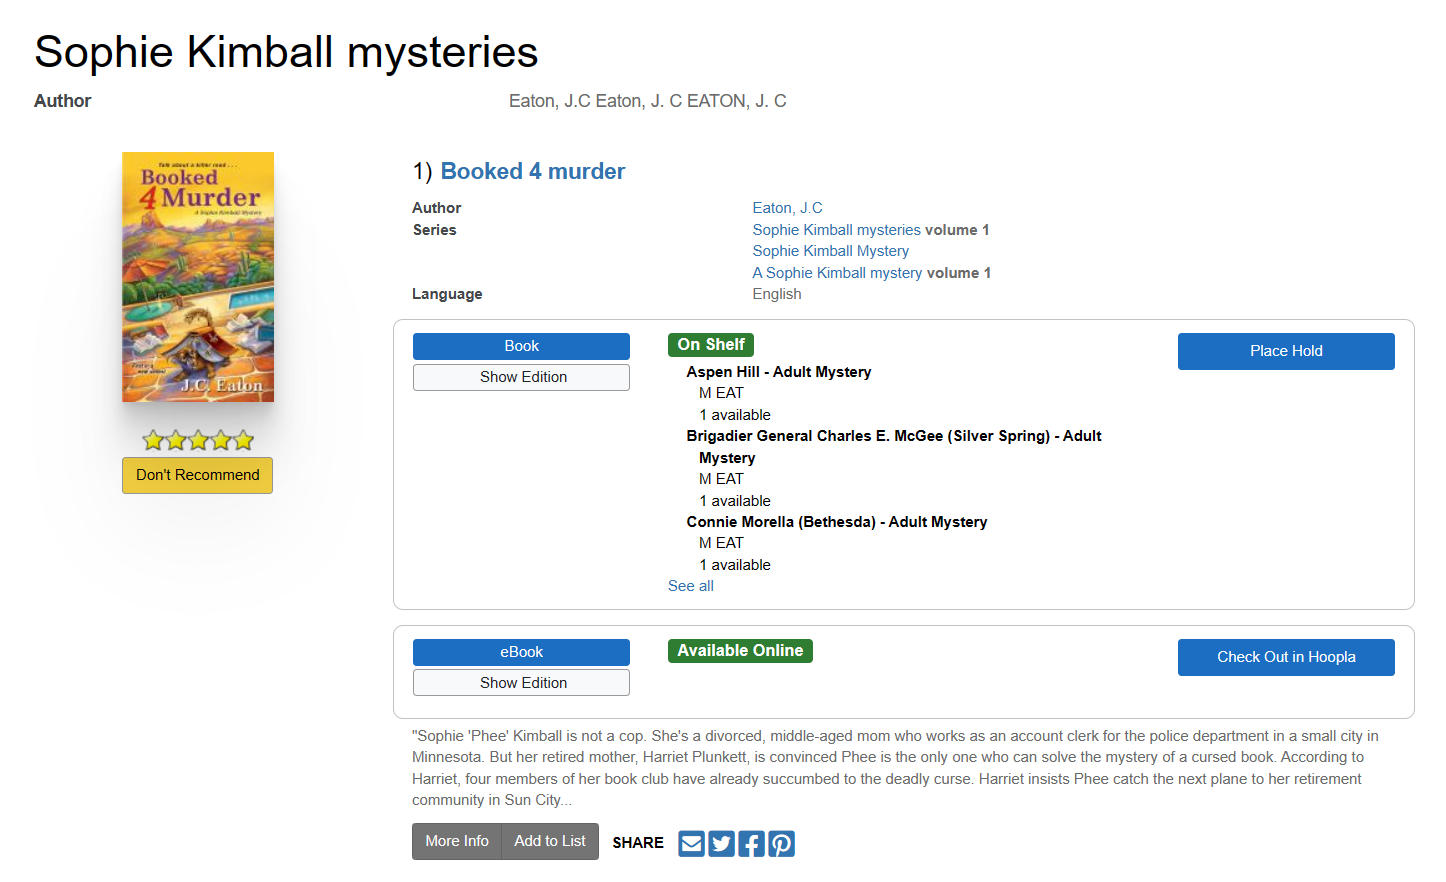 Sophie Kimball mysteries
Author Eaton, J.C Eaton, J. C EATON, J. C
Talk about a killer read . . .
Booked
4 Murder
A Sophie Kimball Mystery
First in a
new series!
J.C. Eaton
Don't Recommend
1) Booked 4 murder
Author Eaton, J.C
Series Sophie Kimball mysteries volume 1
Sophie Kimball Mystery
A Sophie Kimball mystery volume 1
Language English
Book
Show Edition
On Shelf
Aspen Hill - Adult Mystery
M EAT
1 available
Brigadier General Charles E. McGee (Silver Spring) - Adult
Mystery
M EAT
1 available
Connie Morella (Bethesda) - Adult Mystery
M EAT
1 available
See all
Place Hold
eBook
Show Edition
Available Online
Check Out in Hoopla
"Sophie 'Phee' Kimball is not a cop. She's a divorced, middle-aged mom who works as an account clerk for the police department in a small city in
Minnesota. But her retired mother, Harriet Plunkett, is convinced Phee is the only one who can solve the mystery of a cursed book. According to
Harriet, four members of her book club have already succumbed to the deadly curse. Harriet insists Phee catch the next plane to her retirement
community in Sun City...
More Info Add to List SHARE